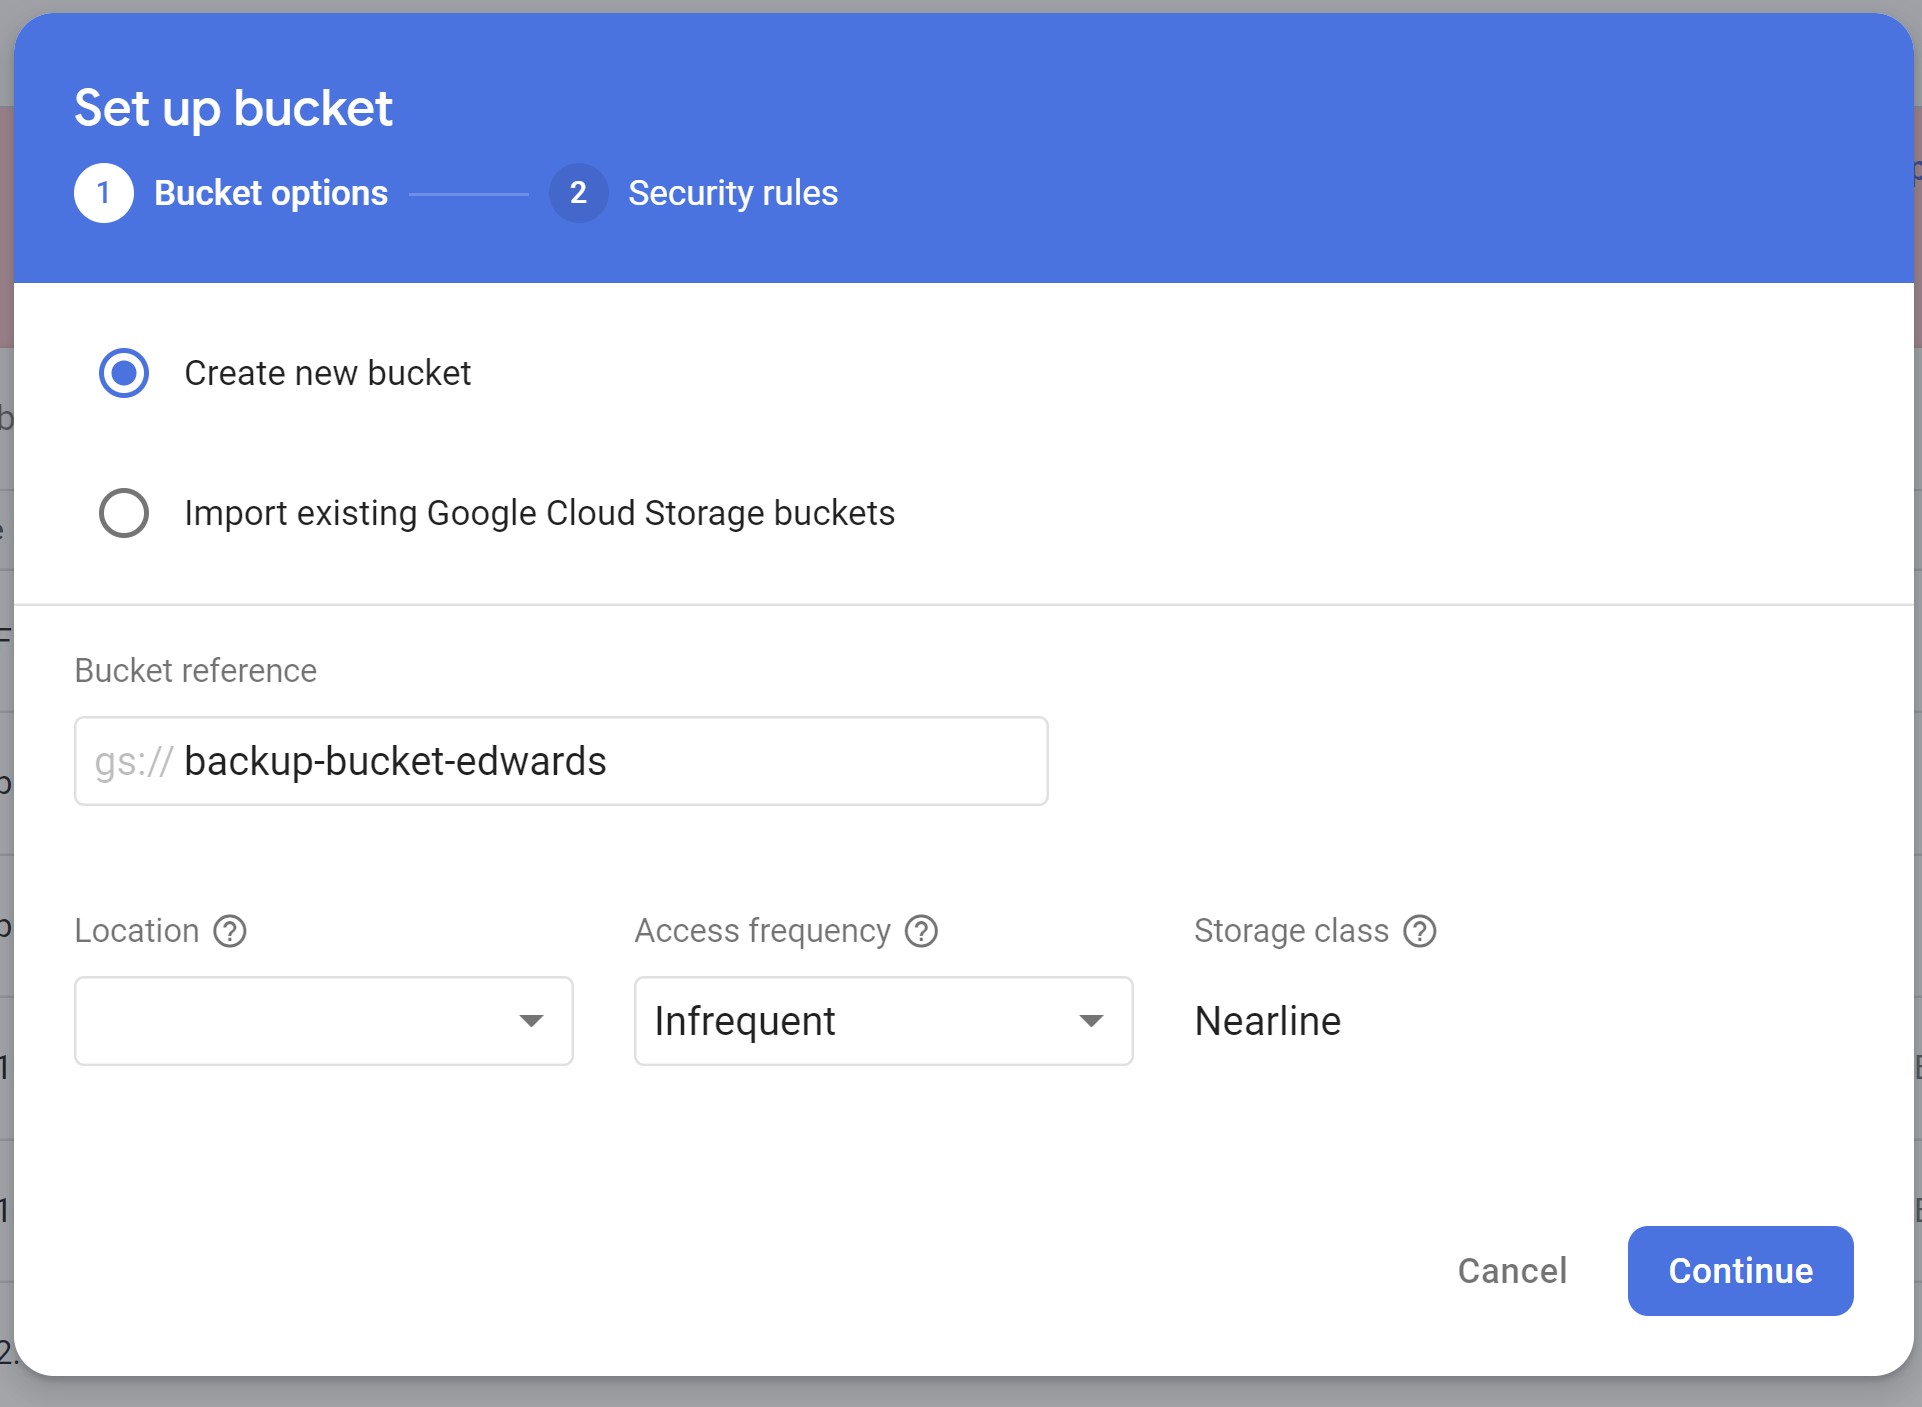 Set up bucket
1 Bucket options 2 Security rules
Create new bucket
Import existing Google Cloud Storage buckets
Bucket reference
gs:// backup-bucket-edwards
Location ? Access frequency ? Storage class ?
Infrequent Nearline
Cancel Continue